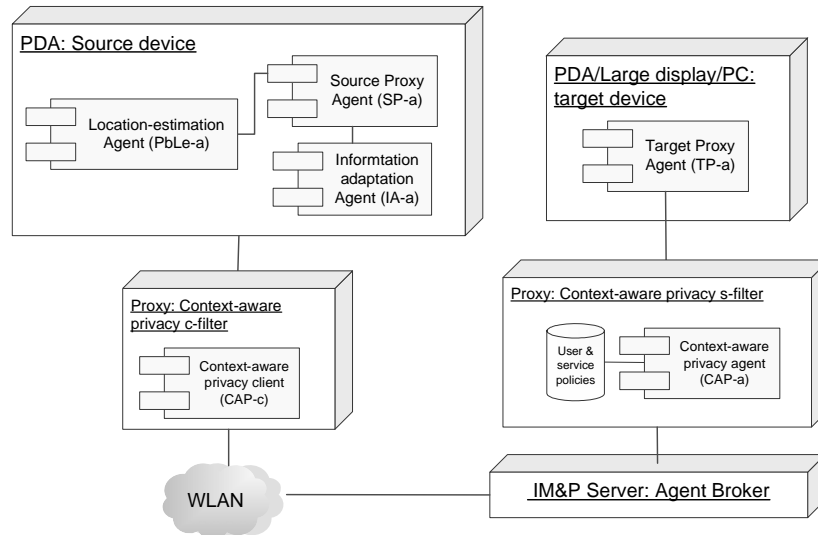 PDA: Source device
Location-estimation
Agent (PbLe-a)
Source Proxy
Agent (SP-a)
Informtation
adaptation
Agent (IA-a)
PDA/Large display/PC:
target device
Target Proxy
Agent (TP-a)
Proxy: Context-aware
privacy c-filter
Context-aware
privacy client
(CAP-c)
Proxy: Context-aware privacy s-filter
User &
service
policies
Context-aware
privacy agent
(CAP-a)
WLAN
IM&P Server: Agent Broker